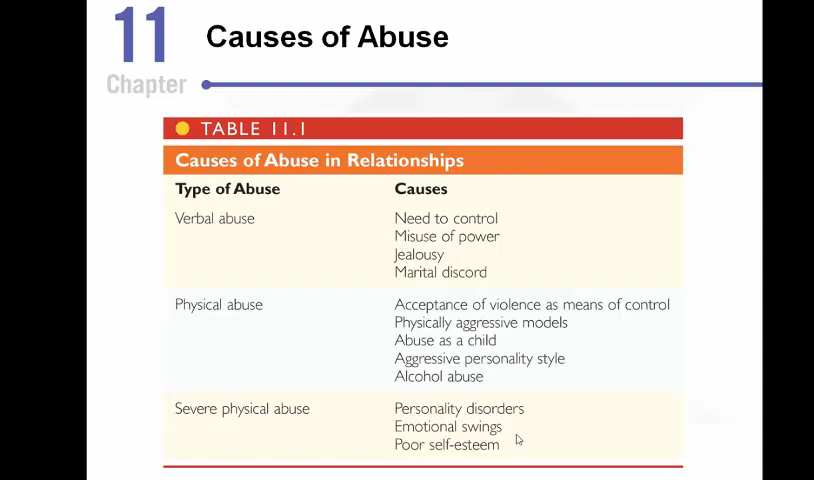 11
Chapter
Causes of Abuse
TABLE 11.1
Causes of Abuse in Relationships
Type of Abuse Causes
Verbal abuse Need to control
Misuse of power
Jealousy
Marital discord
Physical abuse Acceptance of violence as means of control
Physically aggressive models
Abuse as a child
Aggressive personality style
Alcohol abuse
Severe physical abuse Personality disorders
Emotional swings
Poor self-esteem